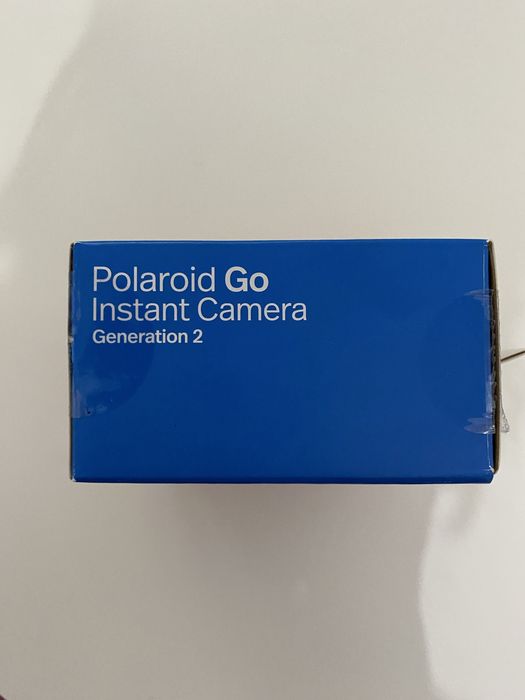 Polaroid Go
Instant Camera
Generation 2